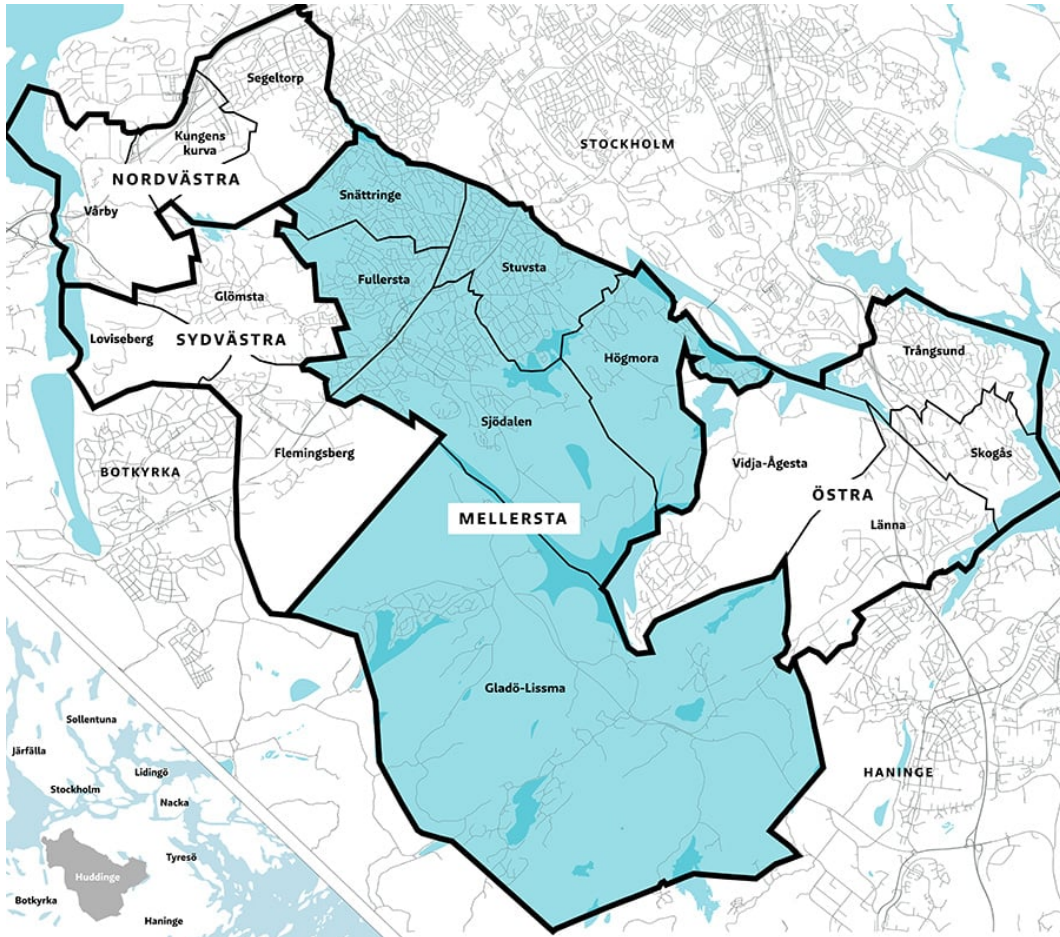 Segeltorp
Kungens
kurva
STOCKHOLM
NORDVÄSTRA
Snättringe
Vårby
Stuvsta
Fullersta
Glömsta
Loviseberg
SYDVÄSTRA
Högmora
Trångsund
Sjödalen
Flemingsberg
BOTKYRKA
Vidja-Ågesta
Skogås
ÖSTRA
MELLERSTA
Länna
Gladö-Lissma
HANINGE
Sollentuna
Järfälla
Lidingö
Stockholm
Nacka
Tyresö
Huddinge
Botkyrka
Haninge